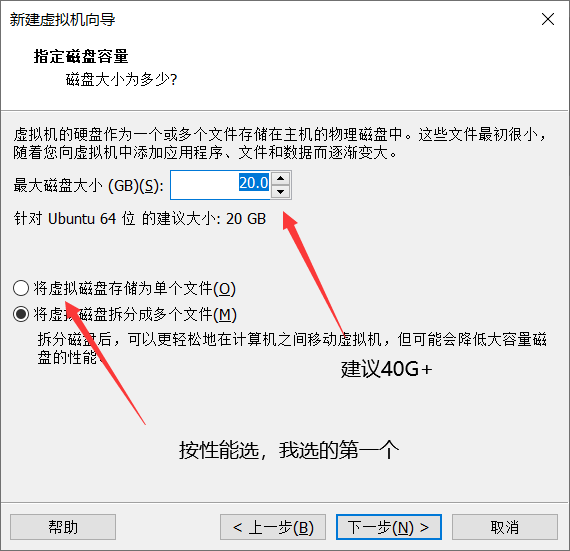 新建虚拟机向导
指定磁盘容量
磁盘大小为多少?
虚拟机的硬盘作为一个或多个文件存储在主机的物理磁盘中。这些文件最初很小，
随着您向虚拟机中添加应用程序、文件和数据而逐渐变大。
最大磁盘大小 (GB)(S): 20.0
针对 Ubuntu 64 位 的建议大小: 20 GB
将虚拟磁盘存储为单个文件(O)
将虚拟磁盘拆分成多个文件(M)
拆分磁盘后，可以更轻松地在计算机之间移动虚拟机，但可能会降低大容量磁
盘的性能。
建议40G+
按性能选，我选的第一个
帮助
< 上一步(B)
下一步(N) >
取消